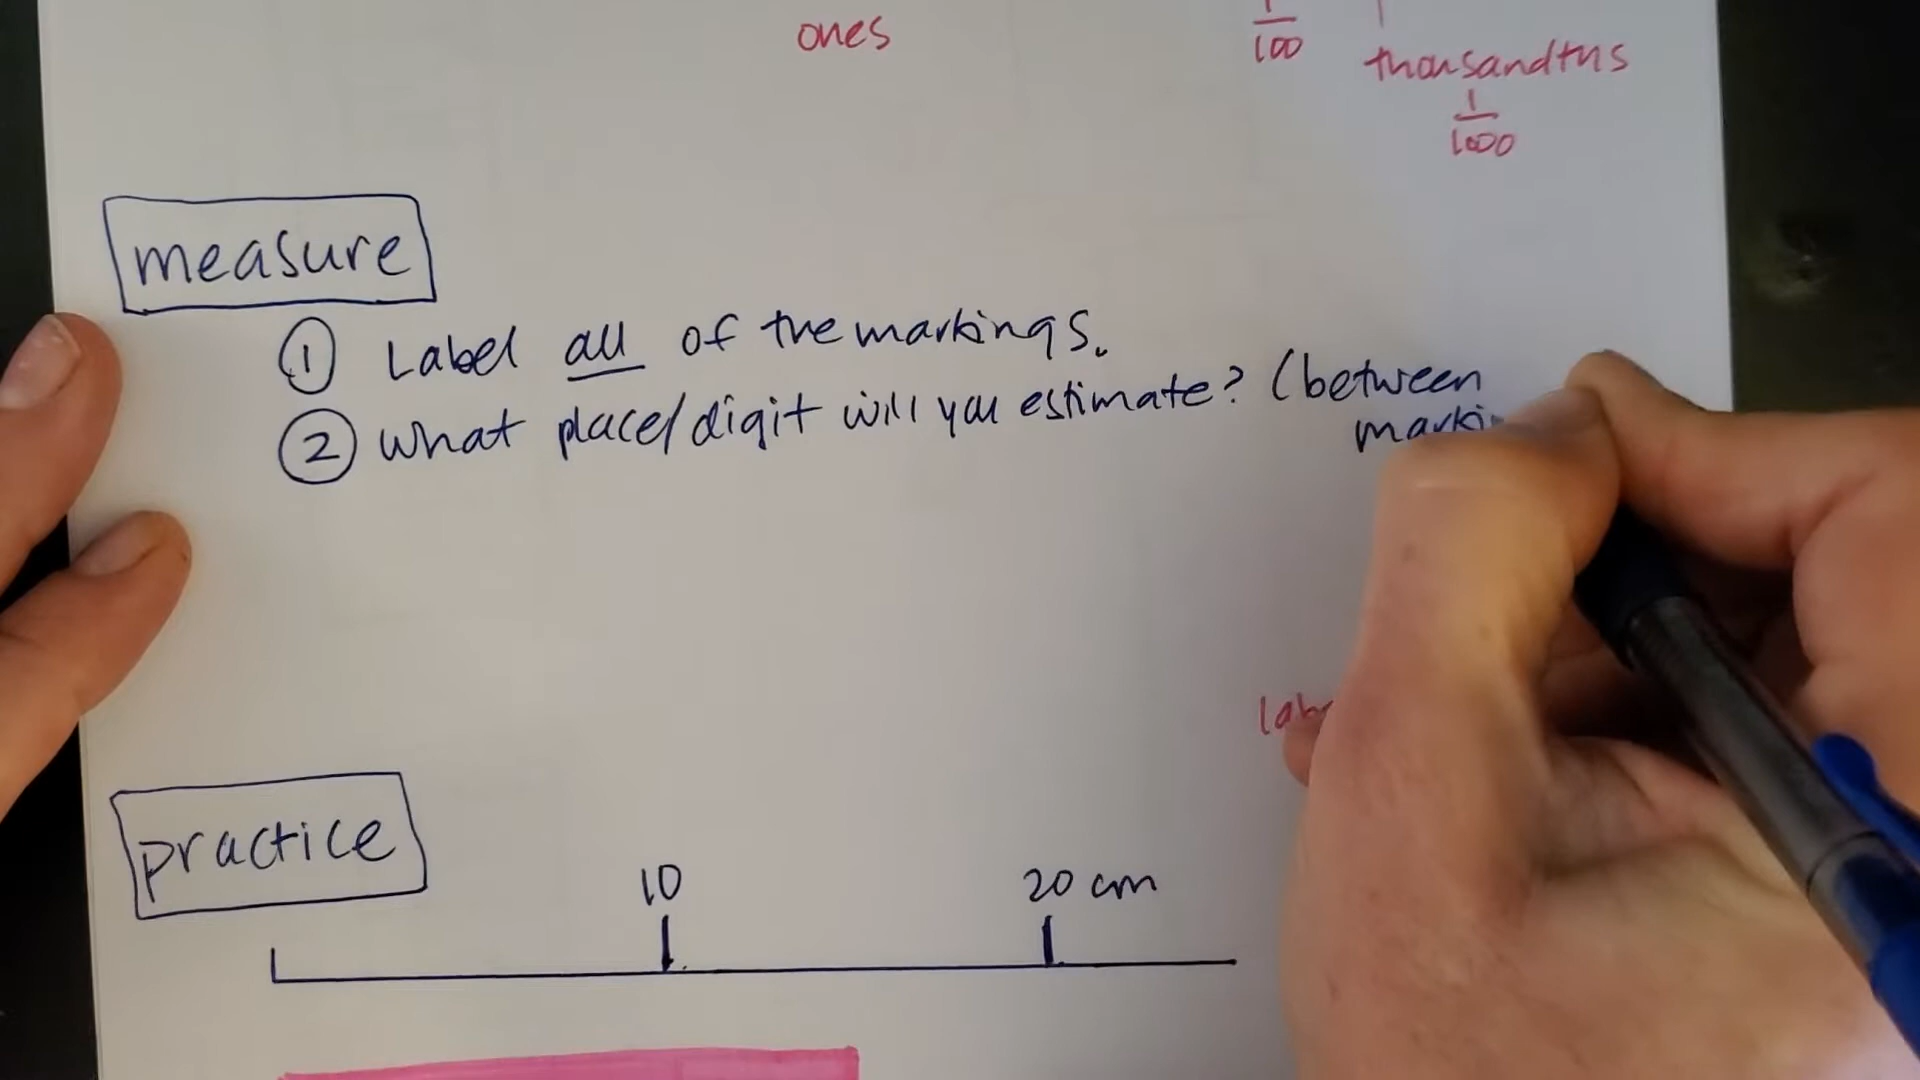 ones
1/100
thousandths
1/1000
measure
① Label all of the markings.
② What place/digit will you estimate? (between
practice
10
20 cm